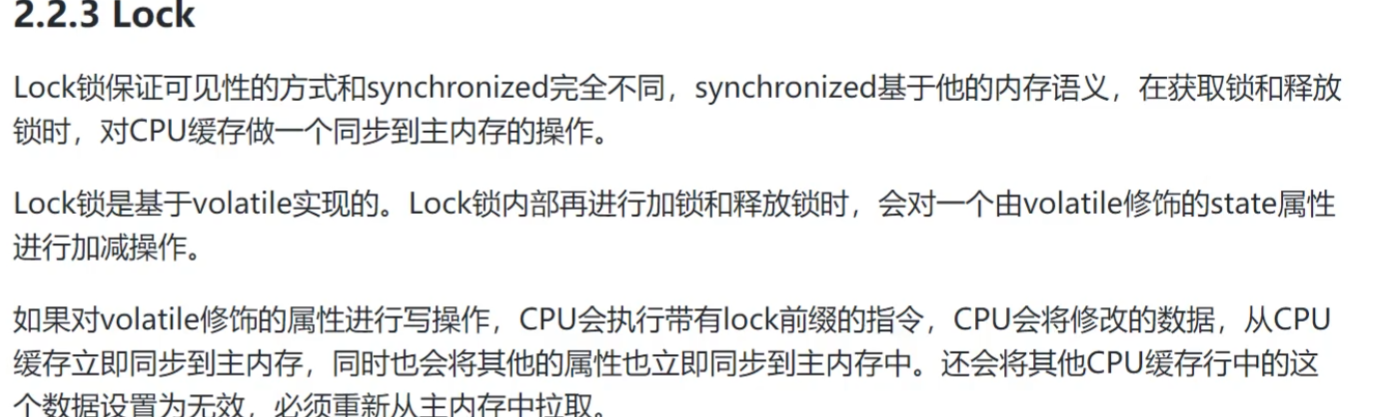 2.2.3 Lock
Lock锁保证可见性的方式和synchronized完全不同，synchronized基于他的内存语义，在获取锁和释放
锁时，对CPU缓存做一个同步到主内存的操作。
Lock锁是基于volatile实现的。Lock锁内部再进行加锁和释放锁时，会对一个由volatile修饰的state属性
进行加减操作。
如果对volatile修饰的属性进行写操作，CPU会执行带有lock前缀的指令，CPU会将修改的数据，从CPU
缓存立即同步到主内存，同时也会将其他的属性也立即同步到主内存中。还会将其他CPU缓存行中的这
个数据设置为无效，必须重新从主内存中拉取。